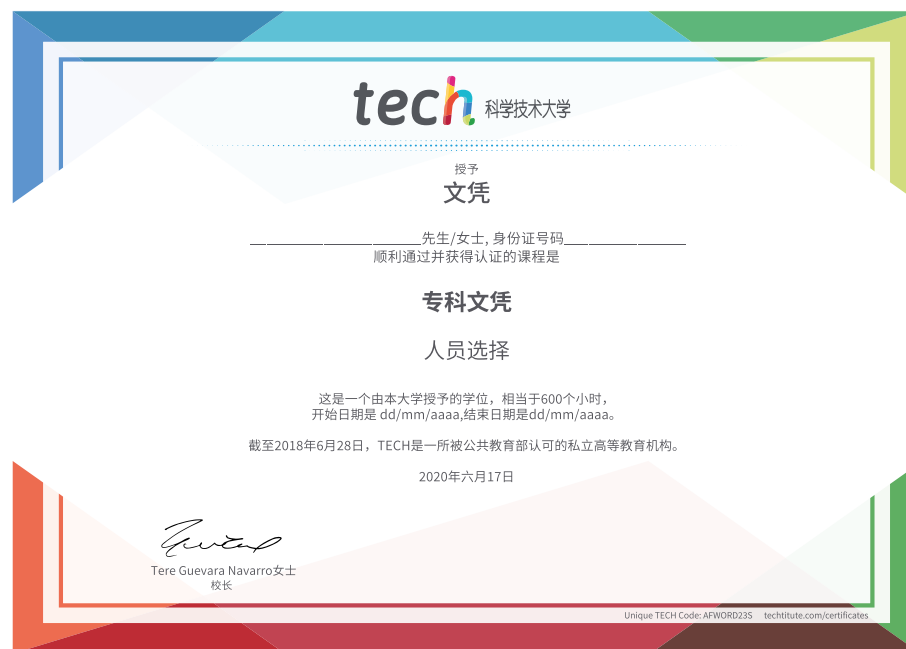 tech 科学技术大学
授予
文凭
______________________先生/女士, 身份证号码________________
顺利通过并获得认证的课程是
专科文凭
人员选择
这是一个由本大学授予的学位，相当于600个小时，
开始日期是 dd/mm/aaaa,结束日期是dd/mm/aaaa。
截至2018年6月28日，TECH是一所被公共教育部认可的私立高等教育机构。
2020年六月17日
Tere Guevara Navarro女士
校长
Unique TECH Code: AFWORD23S techtitute.com/certificates